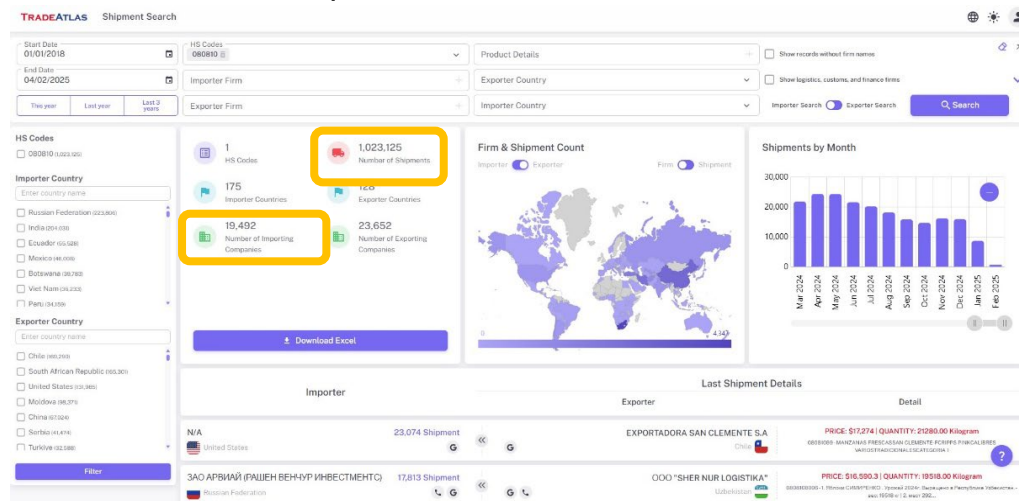 TRADEATLAS Shipment Search
Start Date
01/01/2018
HS Codes
080810
Product Details
Show records without firm names
End Date
04/02/2025
Importer Firm
Exporter Country
Show logistics, customs, and finance firms
This year
Last year
Last 3 years
Exporter Firm
Importer Country
Importer Search
Exporter Search
Search
HS Codes
080810 (1,023,125)
Importer Country
Enter country name
Russian Federation
India
Ecuador
Mexico
Botswana
Viet Nam
Peru
Exporter Country
Enter country name
Chile
South African Republic
United States
Moldova
China
Serbia
Turkiye
Filter
1
HS Codes
1,023,125
Number of Shipments
175
Importer Countries
128
Exporter Countries
19,492
Number of Importing
Companies
23,652
Number of Exporting
Companies
Download Excel
Firm & Shipment Count
Importer
Exporter
Firm
Shipment
0
4,343
Shipments by Month
30,000
20,000
10,000
0
Mar 2024
Apr 2024
May 2024
Jun 2024
Jul 2024
Aug 2024
Sep 2024
Oct 2024
Nov 2024
Dec 2024
Jan 2025
Feb 2025
Importer
Last Shipment Details
Exporter
Detail
N/A
23,074 Shipment
United States
G
G
EXPORTADORA SAN CLEMENTE S.A
Chile
PRICE: $17,274 | QUANTITY: 21280.00 Kilogram
ЗАО АРВИАЙ (РАШЕН ВЕНЧУР ИНВЕСТМЕНТС)
17,813 Shipment
Russian Federation
G
G
ООО "SHER NUR LOGISTIKA"
Uzbekistan
PRICE: $16,590.3 | QUANTITY: 19518.00 Kilogram
?